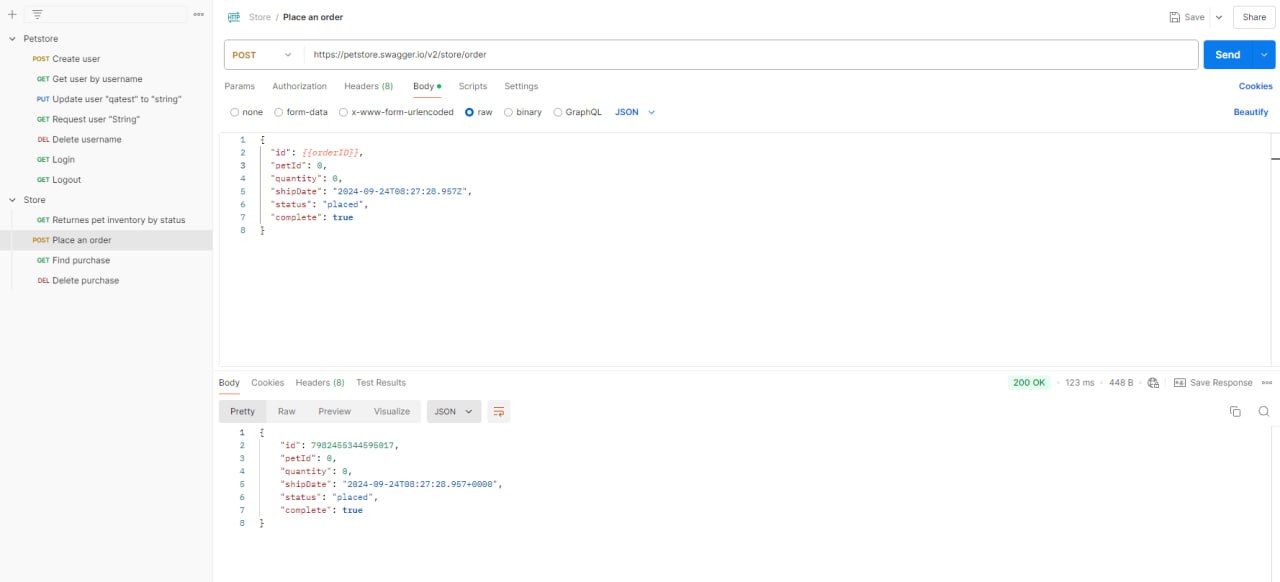 Store / Place an order
Save
Share
Petstore
POST Create user
GET Get user by username
PUT Update user "qatest" to "string"
GET Request user "String"
DEL Delete username
GET Login
GET Logout
Store
GET Returnes pet inventory by status
POST Place an order
GET Find purchase
DEL Delete purchase
POST https://petstore.swagger.io/v2/store/order
Send
Params Authorization Headers (8) Body Scripts Settings
Cookies
none form-data x-www-form-urlencoded raw binary GraphQL JSON
Beautify
1 {
2 "id": {{orderID}},
3 "petId": 0,
4 "quantity": 0,
5 "shipDate": "2024-09-24T08:27:28.957Z",
6 "status": "placed",
7 "complete": true
8 }
Body Cookies Headers (8) Test Results
200 OK · 123 ms · 448 B · Save Response
Pretty Raw Preview Visualize JSON
1 {
2 "id": 7982455344595017,
3 "petId": 0,
4 "quantity": 0,
5 "shipDate": "2024-09-24T08:27:28.957+0000",
6 "status": "placed",
7 "complete": true
8 }